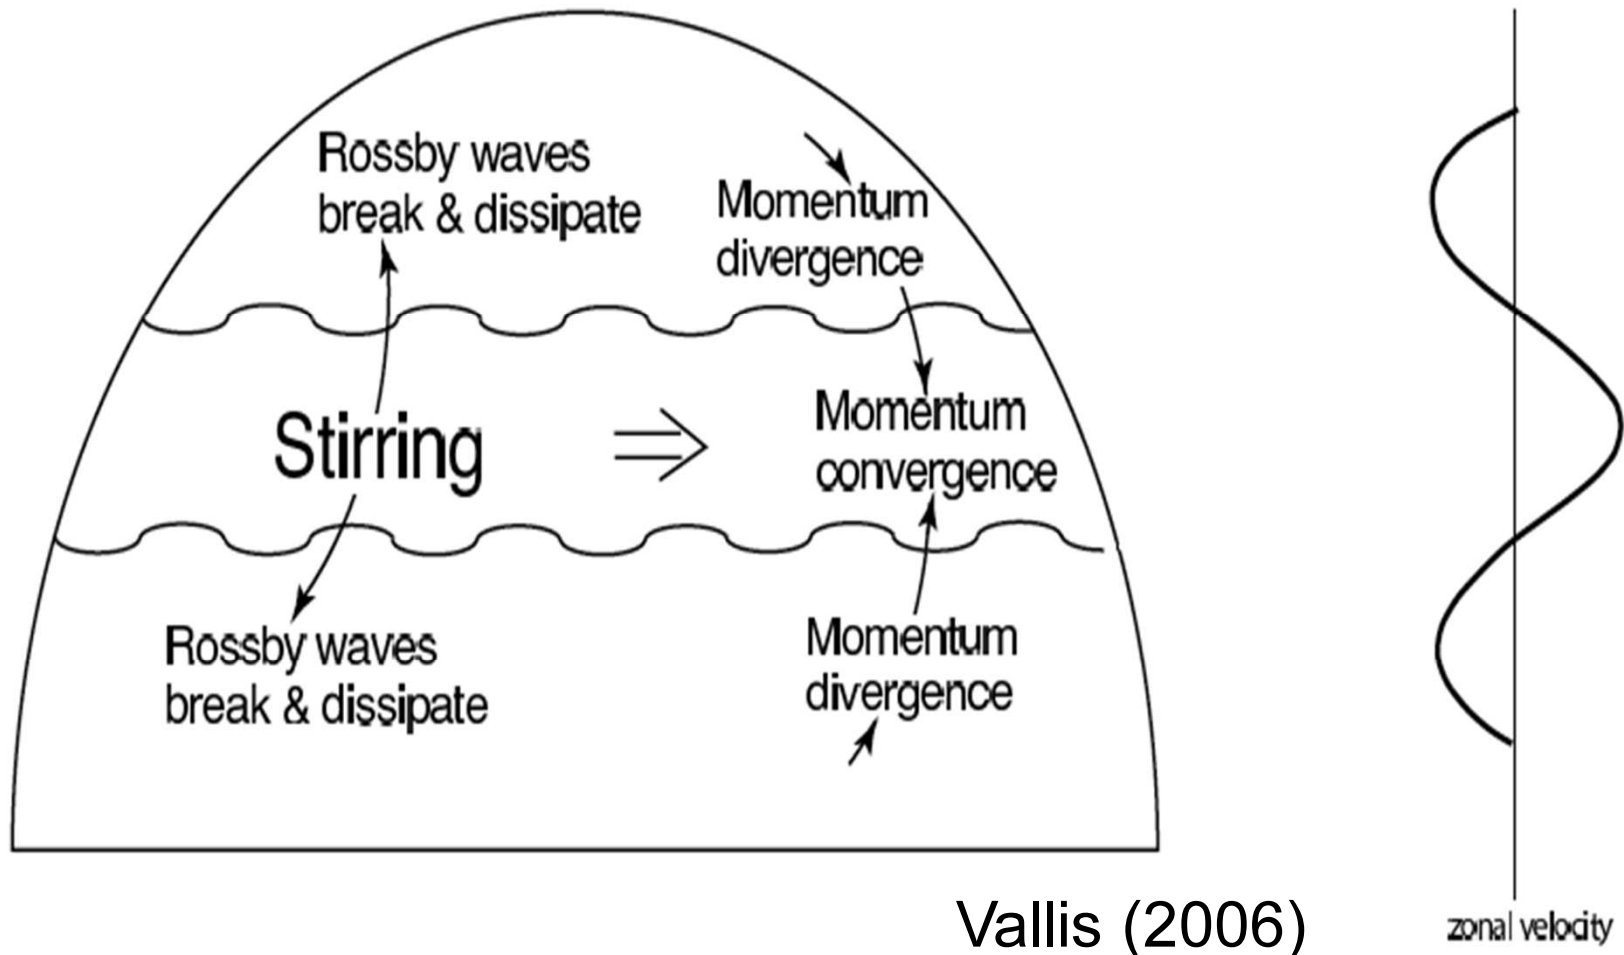 Rossby waves
break & dissipate
Momentum
divergence
Stirring
Momentum
convergence
Rossby waves
break & dissipate
Momentum
divergence
Vallis (2006)
zonal velocity